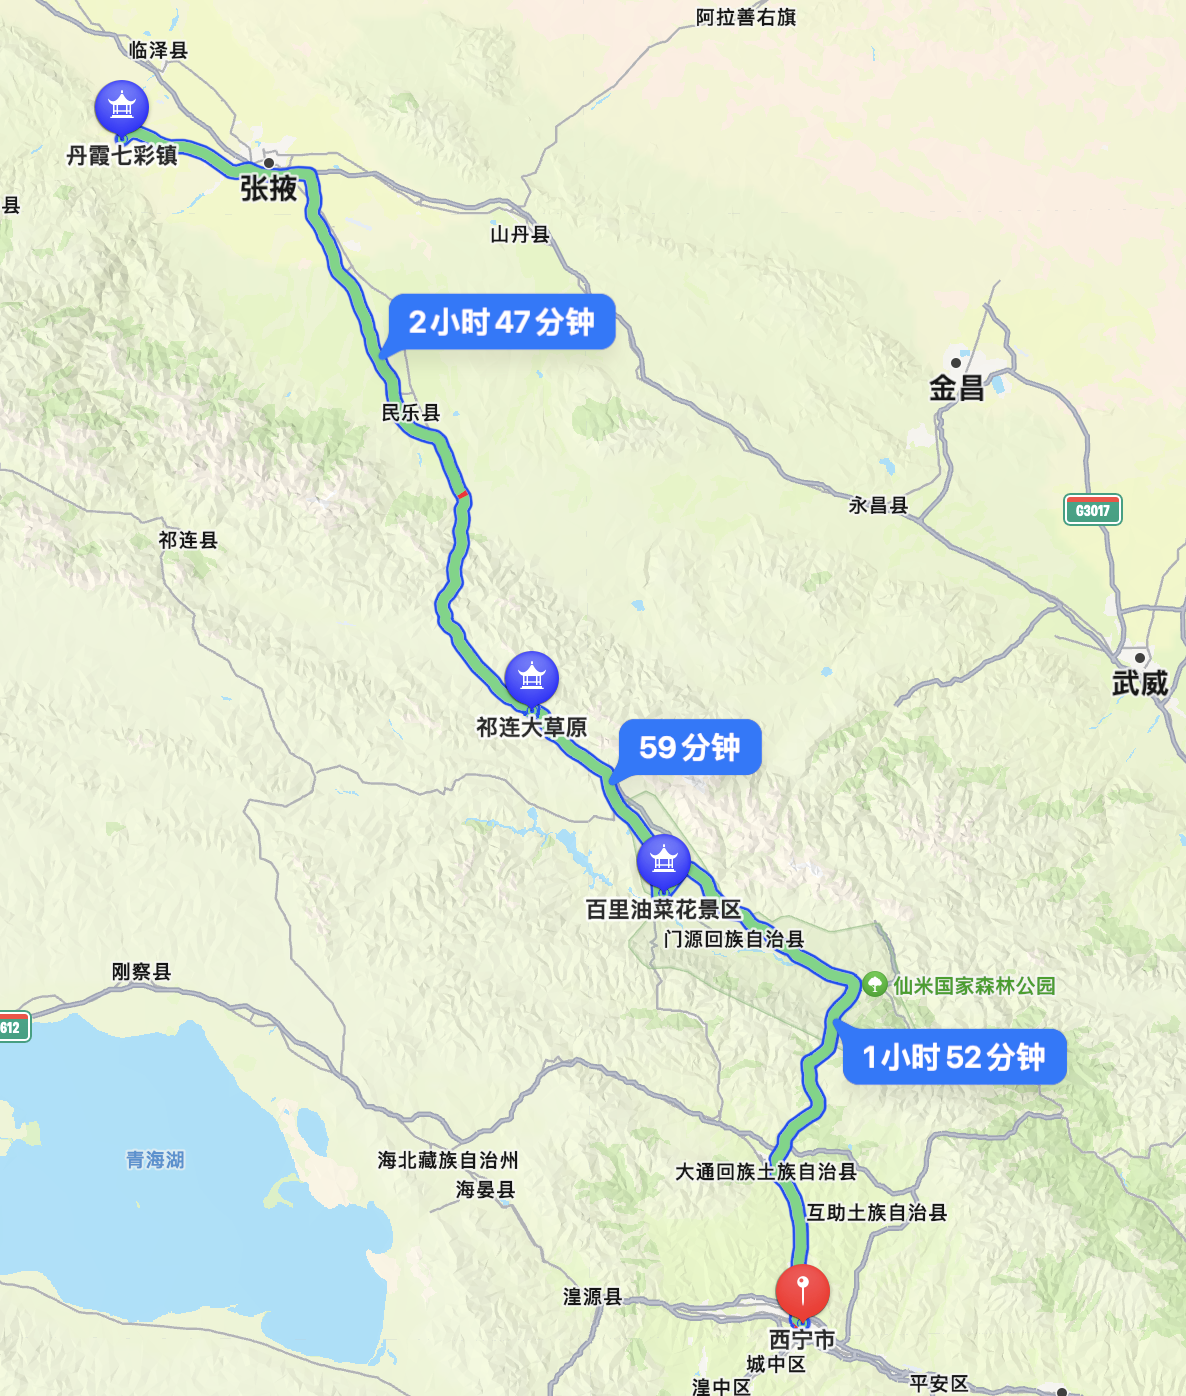 阿拉善右旗
临泽县
丹霞七彩镇
张掖
县
山丹县
2小时47分钟
金昌
民乐县
永昌县
G3017
祁连县
武威
祁连大草原
59分钟
百里油菜花景区
门源回族自治县
刚察县
仙米国家森林公园
612
1小时52分钟
青海湖
海北藏族自治州
大通回族土族自治县
海晏县
互助土族自治县
湟源县
西宁市
城中区
平安区
湟中区